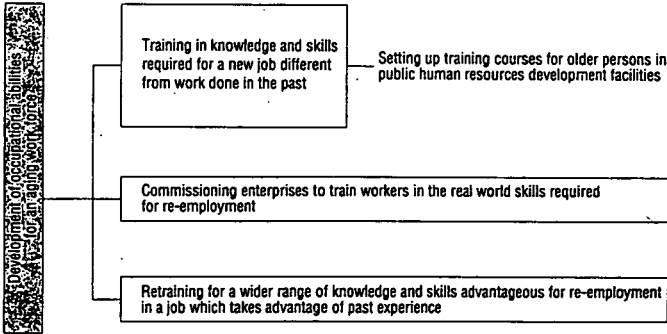 Development of occupational abilities
for an aging work force
Training in knowledge and skills
required for a new job different
from work done in the past
Setting up training courses for older persons in
public human resources development facilities
Commissioning enterprises to train workers in the real world skills required
for re-employment
Retraining for a wider range of knowledge and skills advantageous for re-employment
in a job which takes advantage of past experience